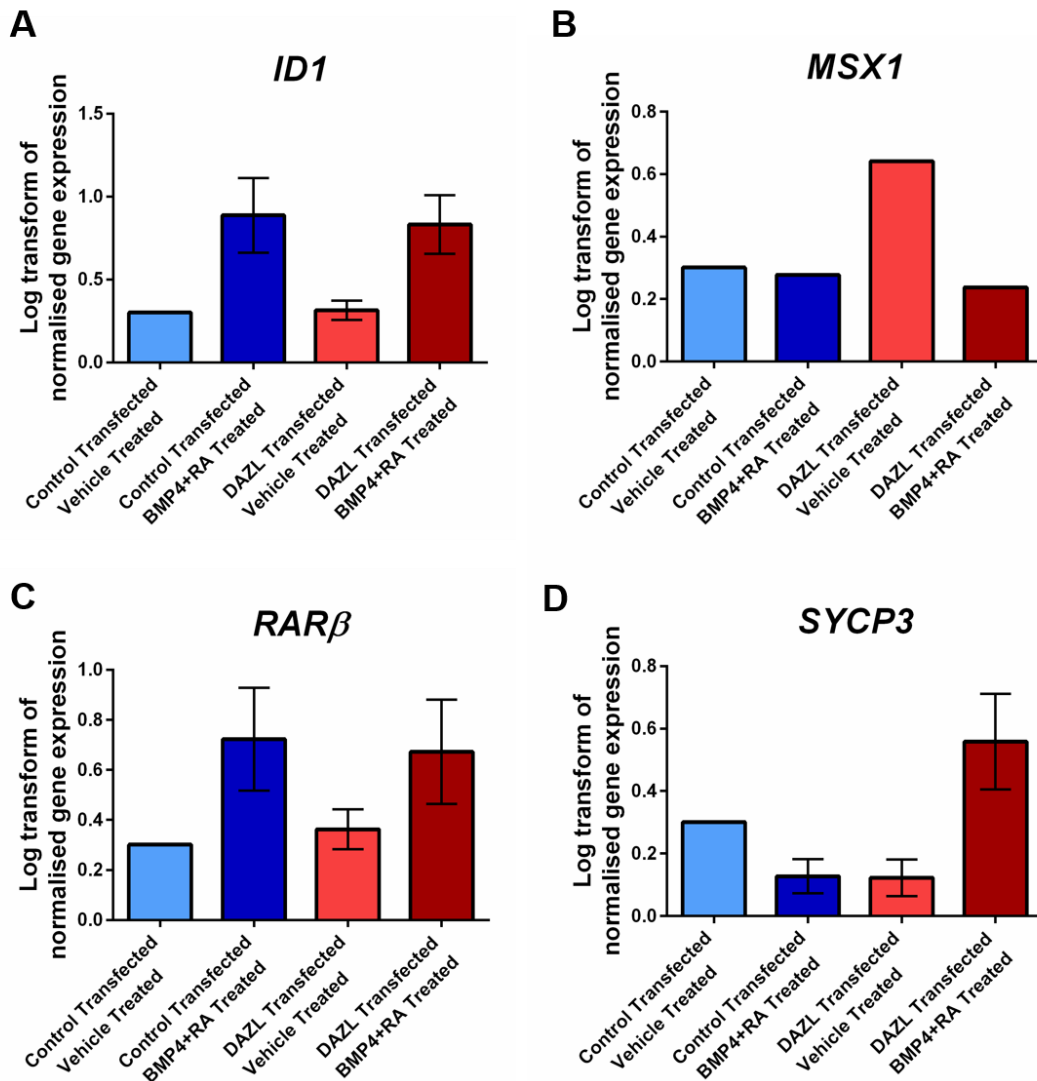 A
ID1
Log transform of
normalised gene expression
1.5
1.0
0.5
0.0
Control Transfected
Vehicle Treated
Control Transfected
BMP4+RA Treated
DAZL Transfected
Vehicle Treated
DAZL Transfected
BMP4+RA Treated
B
MSX1
Log transform of
normalised gene expression
0.8
0.6
0.4
0.2
0.0
Control Transfected
Vehicle Treated
Control Transfected
BMP4+RA Treated
DAZL Transfected
Vehicle Treated
DAZL Transfected
BMP4+RA Treated
C
RARβ
Log transform of
normalised gene expression
1.0
0.8
0.6
0.4
0.2
0.0
Control Transfected
Vehicle Treated
Control Transfected
BMP4+RA Treated
DAZL Transfected
Vehicle Treated
DAZL Transfected
BMP4+RA Treated
D
SYCP3
Log transform of
normalised gene expression
0.8
0.6
0.4
0.2
0.0
Control Transfected
Vehicle Treated
Control Transfected
BMP4+RA Treated
DAZL Transfected
Vehicle Treated
DAZL Transfected
BMP4+RA Treated